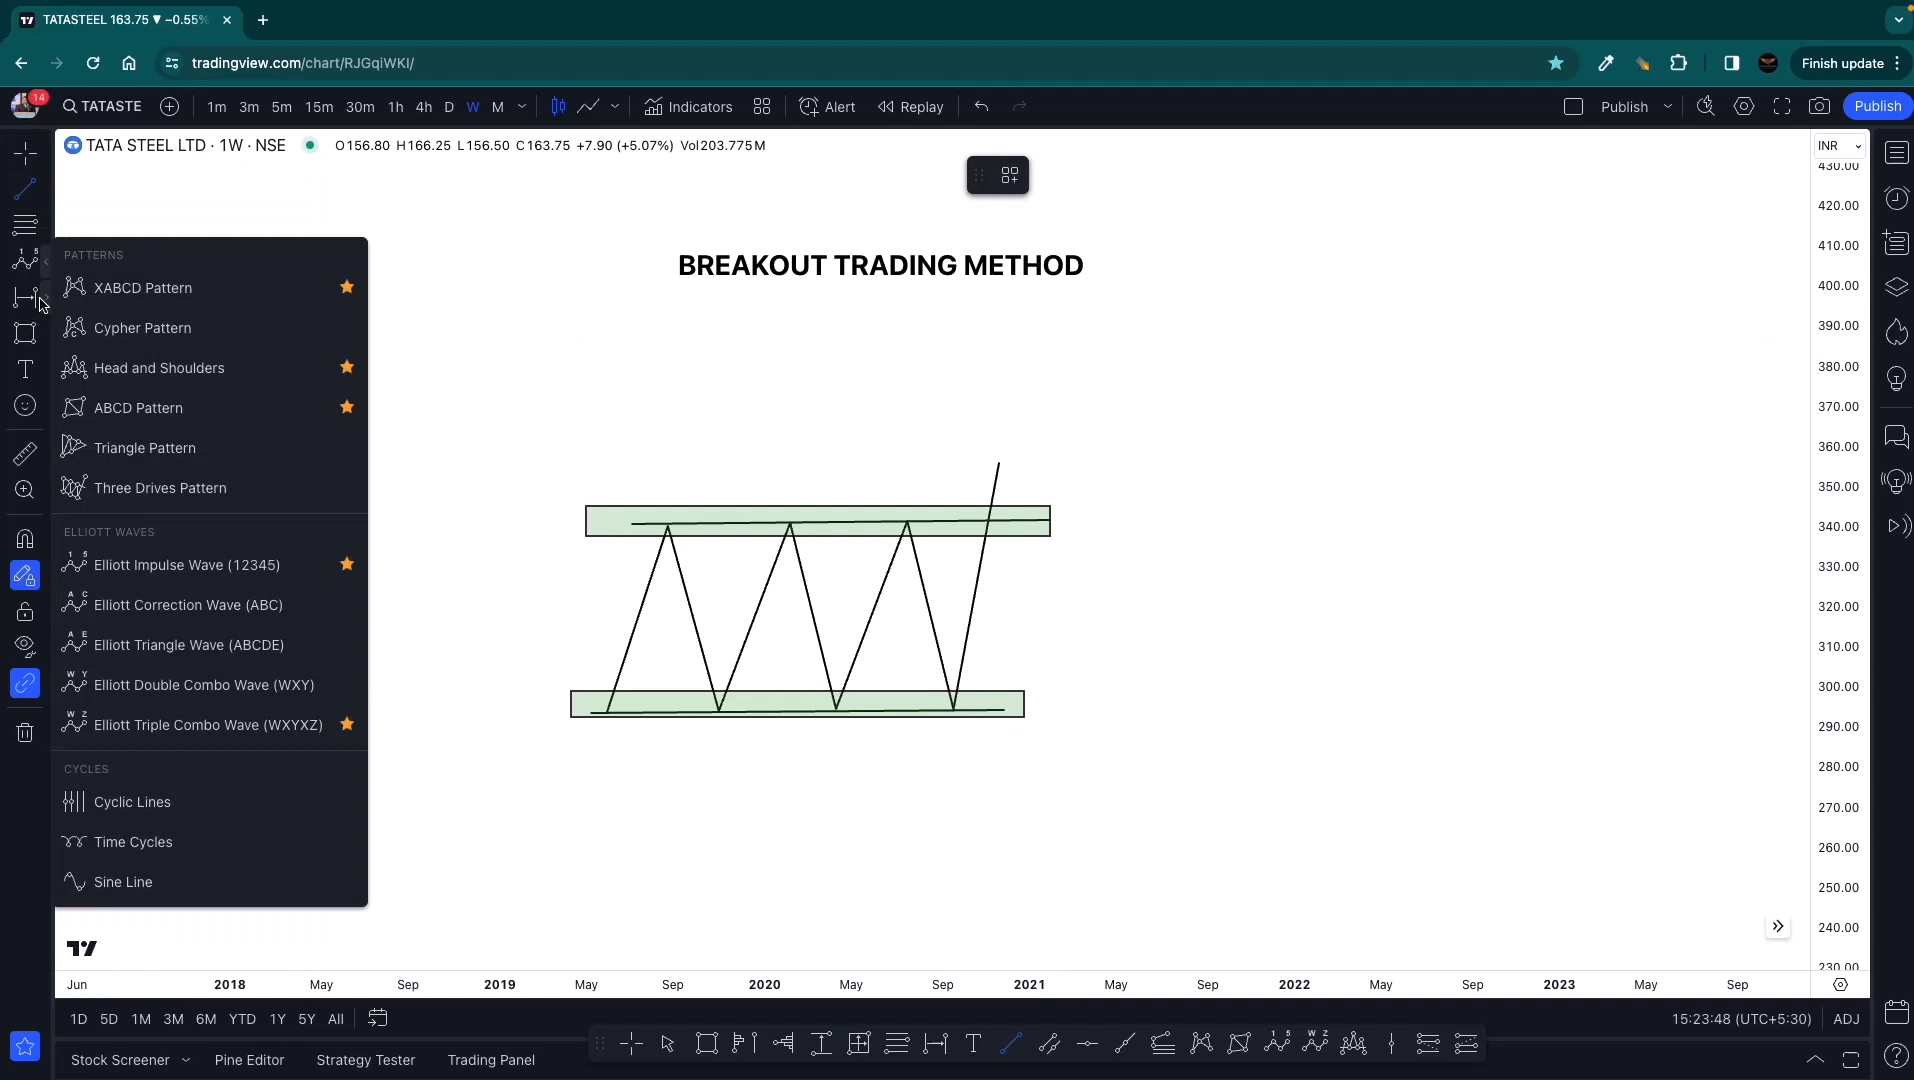 TATASTEEL 163.75 ▼ −0.55%
tradingview.com/chart/RJGqiWKI/
Finish update
14
TATASTE
1m 3m 5m 15m 30m 1h 4h D W M
Indicators
Alert
Replay
Publish
Publish
TATA STEEL LTD · 1W · NSE
O156.80 H166.25 L156.50 C163.75 +7.90 (+5.07%) Vol203.775M
INR
BREAKOUT TRADING METHOD
PATTERNS
XABCD Pattern
Cypher Pattern
Head and Shoulders
ABCD Pattern
Triangle Pattern
Three Drives Pattern
ELLIOTT WAVES
Elliott Impulse Wave (12345)
Elliott Correction Wave (ABC)
Elliott Triangle Wave (ABCDE)
Elliott Double Combo Wave (WXY)
Elliott Triple Combo Wave (WXYXZ)
CYCLES
Cyclic Lines
Time Cycles
Sine Line
430.00
420.00
410.00
400.00
390.00
380.00
370.00
360.00
350.00
340.00
330.00
320.00
310.00
300.00
290.00
280.00
270.00
260.00
250.00
240.00
230.00
Jun 2018 May Sep 2019 May Sep 2020 May Sep 2021 May Sep 2022 May Sep 2023 May Sep
1D 5D 1M 3M 6M YTD 1Y 5Y All
15:23:48 (UTC+5:30) ADJ
Stock Screener Pine Editor Strategy Tester Trading Panel